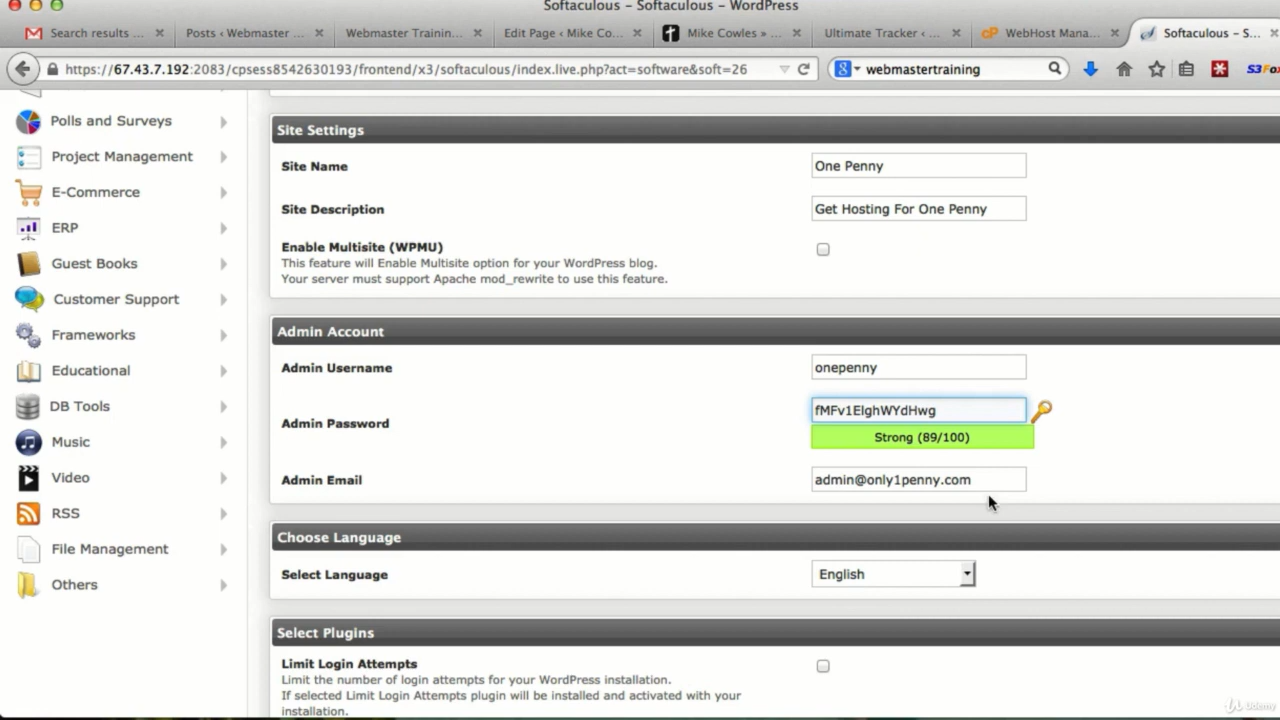 Softaculous - Softaculous - WordPress
Search results ...
Posts ‹ Webmaster ...
Webmaster Trainin...
Edit Page ‹ Mike Co...
Mike Cowles » ...
Ultimate Tracker ‹ ...
WebHost Mana...
Softaculous - S...
https://67.43.7.192:2083/cpsess8542630193/frontend/x3/softaculous/index.live.php?act=software&soft=26
webmastertraining
S3Fox
Polls and Surveys
Project Management
E-Commerce
ERP
Guest Books
Customer Support
Frameworks
Educational
DB Tools
Music
Video
RSS
File Management
Others
Site Settings
Site Name
One Penny
Site Description
Get Hosting For One Penny
Enable Multisite (WPMU)
This feature will Enable Multisite option for your WordPress blog.
Your server must support Apache mod_rewrite to use this feature.
Admin Account
Admin Username
onepenny
Admin Password
fMFv1ElghWYdHwg
Strong (89/100)
Admin Email
admin@only1penny.com
Choose Language
Select Language
English
Select Plugins
Limit Login Attempts
Limit the number of login attempts for your WordPress installation.
If selected Limit Login Attempts plugin will be installed and activated with your
installation.
Udemy